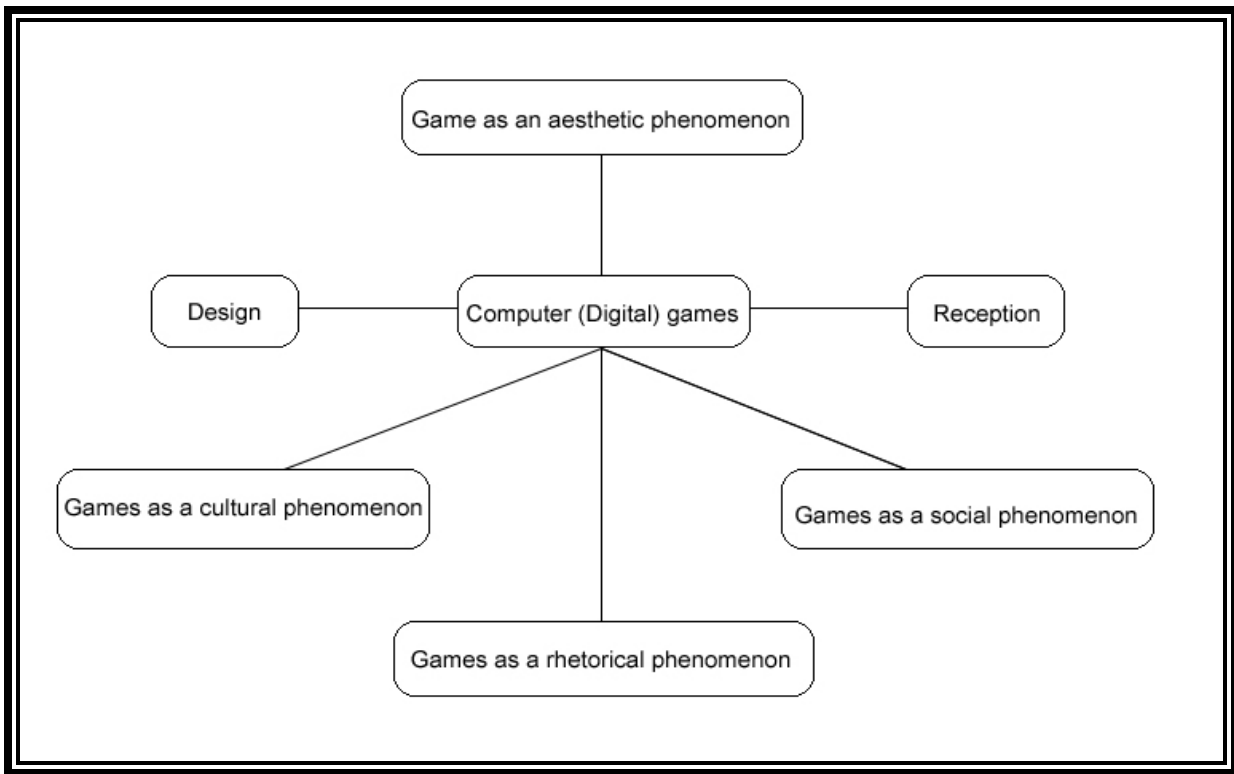 Game as an aesthetic phenomenon
Design
Computer (Digital) games
Reception
Games as a cultural phenomenon
Games as a social phenomenon
Games as a rhetorical phenomenon